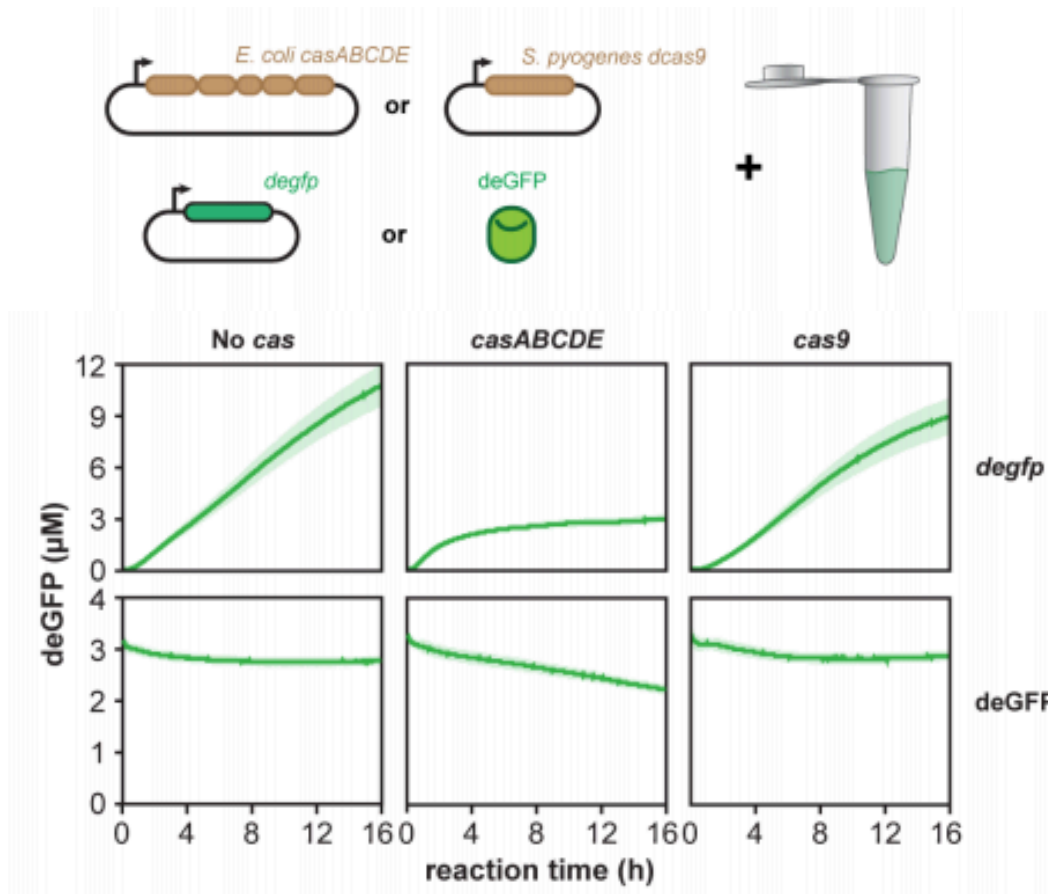 E. coli casABCDE
S. pyogenes dcas9
or
+
degfp
deGFP
or
No cas
casABCDE
cas9
12
9
6
3
0
degfp
deGFP (μM)
4
3
2
1
0
deGFP
0 4 8 12 16 0 4 8 12 16 0 4 8 12 16
reaction time (h)